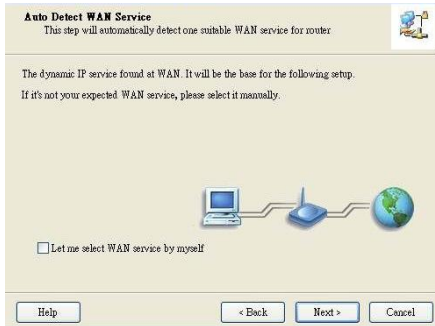 Auto Detect WAN Service
This step will automatically detect one suitable WAN service for router
The dynamic IP service found at WAN. It will be the base for the following setup.
If it's not your expected WAN service, please select it manually.
Let me select WAN service by myself
Help
< Back
Next >
Cancel